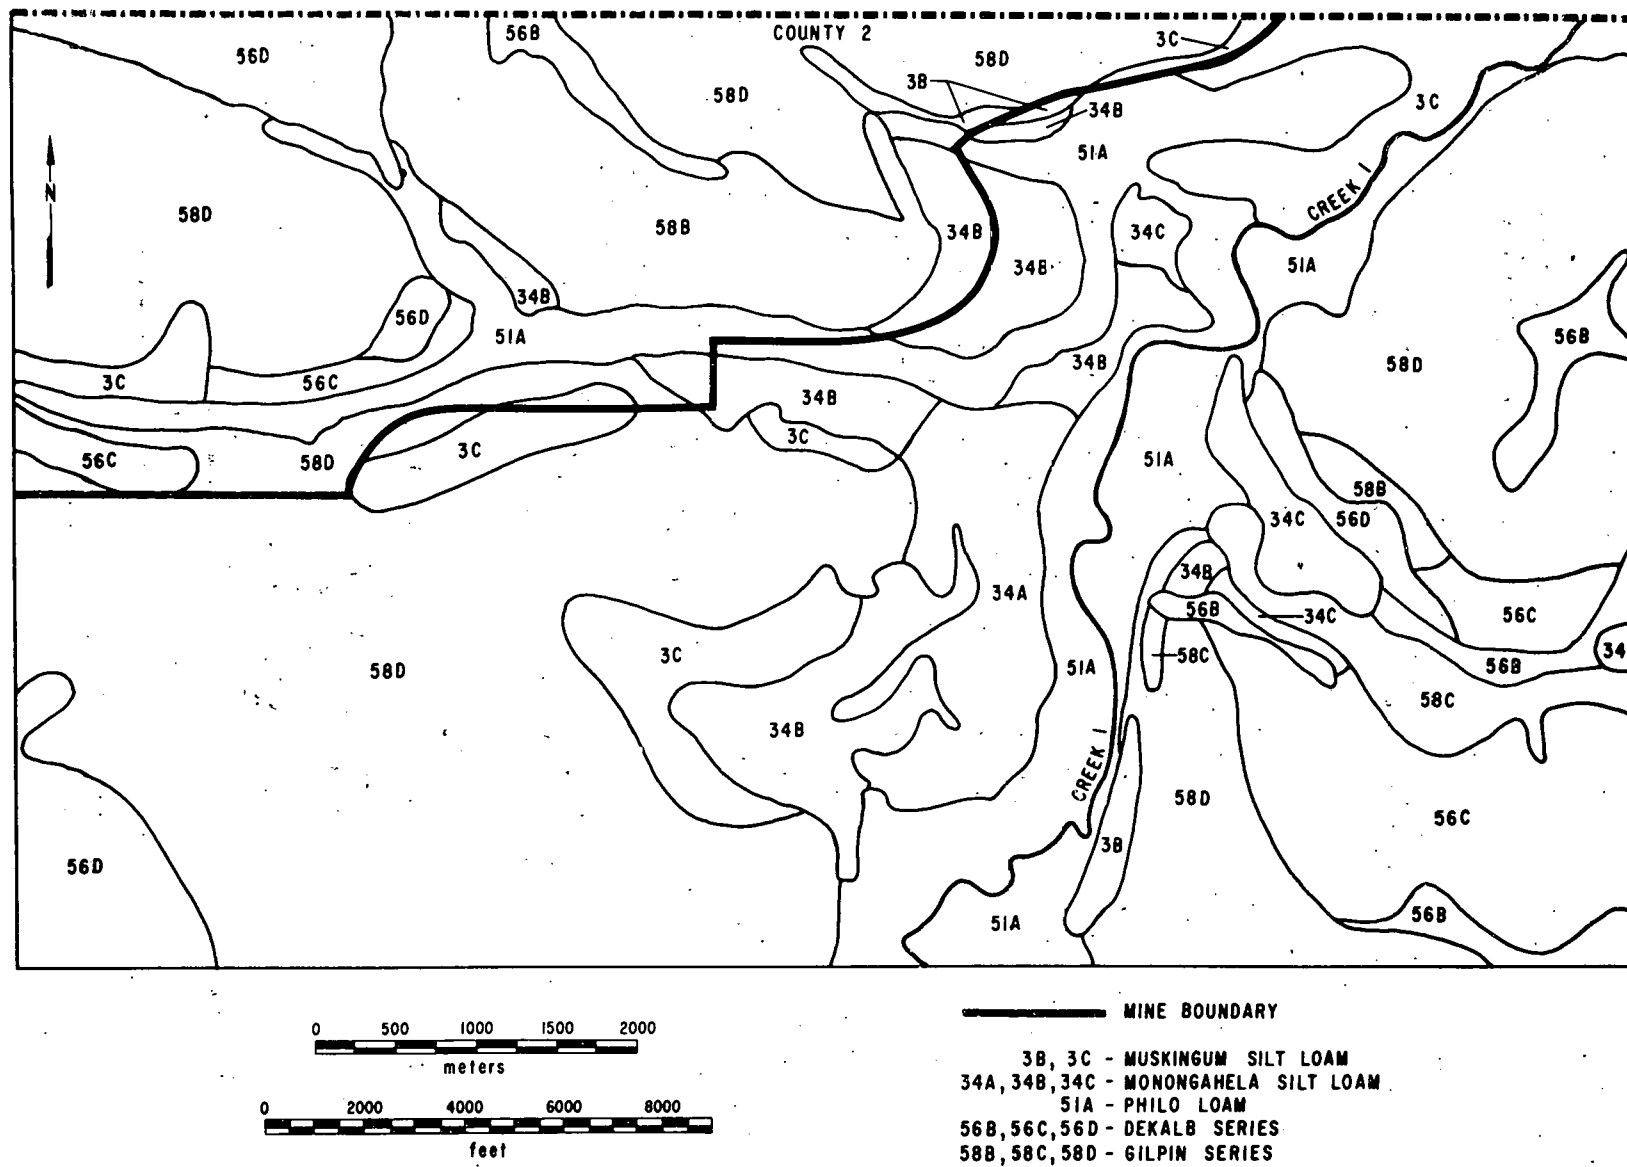 COUNTY 2
56D
56B
58D
3C
58D
3B
3C
34B
51A
CREEK 1
58D
58B
34B
34C
34B
51A
34B
56D
51A
56B
58D
34B
3C
56C
34B
3C
3C
56C
58D
51A
58B
34C
56D
34B
34A
56B
34C
56C
3C
58C
34
58D
51A
56B
58C
34B
CREEK 1
58D
56C
3B
56D
56B
51A
N
0 500 1000 1500 2000
meters
0 2000 4000 6000 8000
feet
MINE BOUNDARY
3B, 3C - MUSKINGUM SILT LOAM
34A, 34B, 34C - MONONGAHELA SILT LOAM
51A - PHILO LOAM
56B, 56C, 56D - DEKALB SERIES
58B, 58C, 58D - GILPIN SERIES